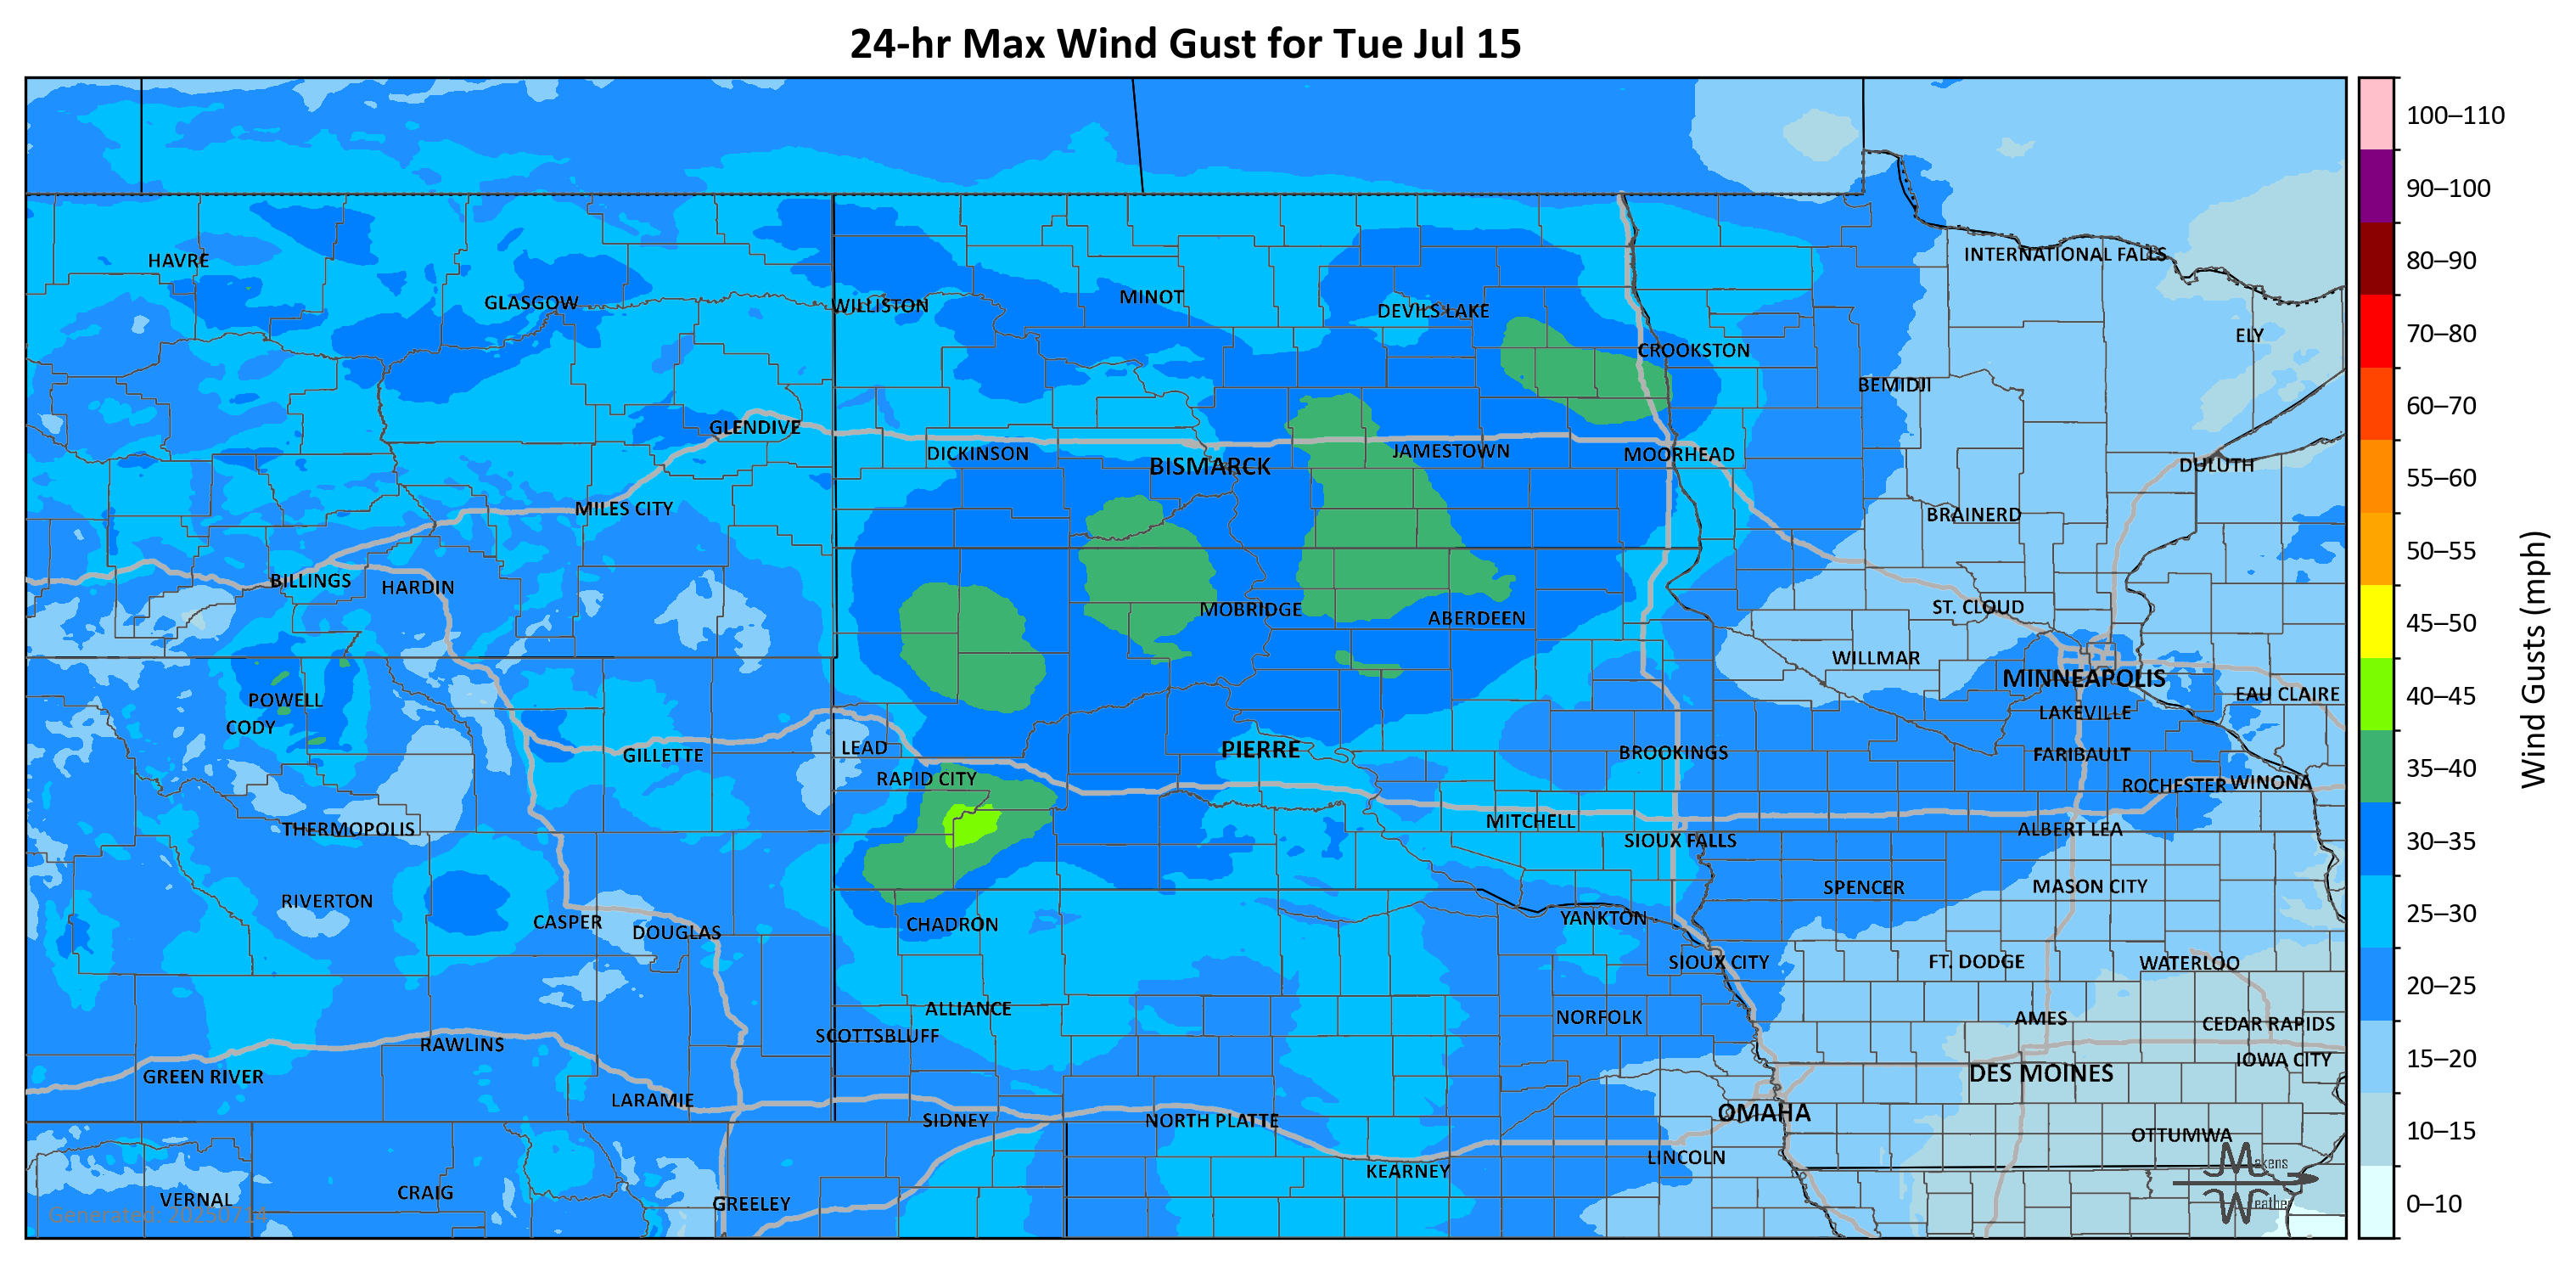 24-hr Max Wind Gust for Tue Jul 15
100–110
90–100
80–90
70–80
60–70
55–60
50–55
45–50
40–45
35–40
30–35
25–30
20–25
15–20
10–15
0–10
Wind Gusts (mph)
HAVRE
GLASGOW
WILLISTON
MINOT
DEVILS LAKE
INTERNATIONAL FALLS
ELY
CROOKSTON
BEMIDJI
GLENDIVE
DICKINSON
BISMARCK
JAMESTOWN
MOORHEAD
DULUTH
MILES CITY
BRAINERD
BILLINGS
HARDIN
MOBRIDGE
ABERDEEN
ST. CLOUD
WILLMAR
MINNEAPOLIS
EAU CLAIRE
POWELL
CODY
LAKEVILLE
GILLETTE
LEAD
PIERRE
BROOKINGS
FARIBAULT
RAPID CITY
ROCHESTER
WINONA
THERMOPOLIS
MITCHELL
SIOUX FALLS
ALBERT LEA
RIVERTON
CASPER
DOUGLAS
CHADRON
YANKTON
SPENCER
MASON CITY
SIOUX CITY
FT. DODGE
WATERLOO
ALLIANCE
SCOTTSBLUFF
NORFOLK
AMES
CEDAR RAPIDS
RAWLINS
GREEN RIVER
IOWA CITY
DES MOINES
LARAMIE
SIDNEY
NORTH PLATTE
OMAHA
OTTUMWA
LINCOLN
KEARNEY
VERNAL
CRAIG
GREELEY
Generated: 20250714
Makens
Weather